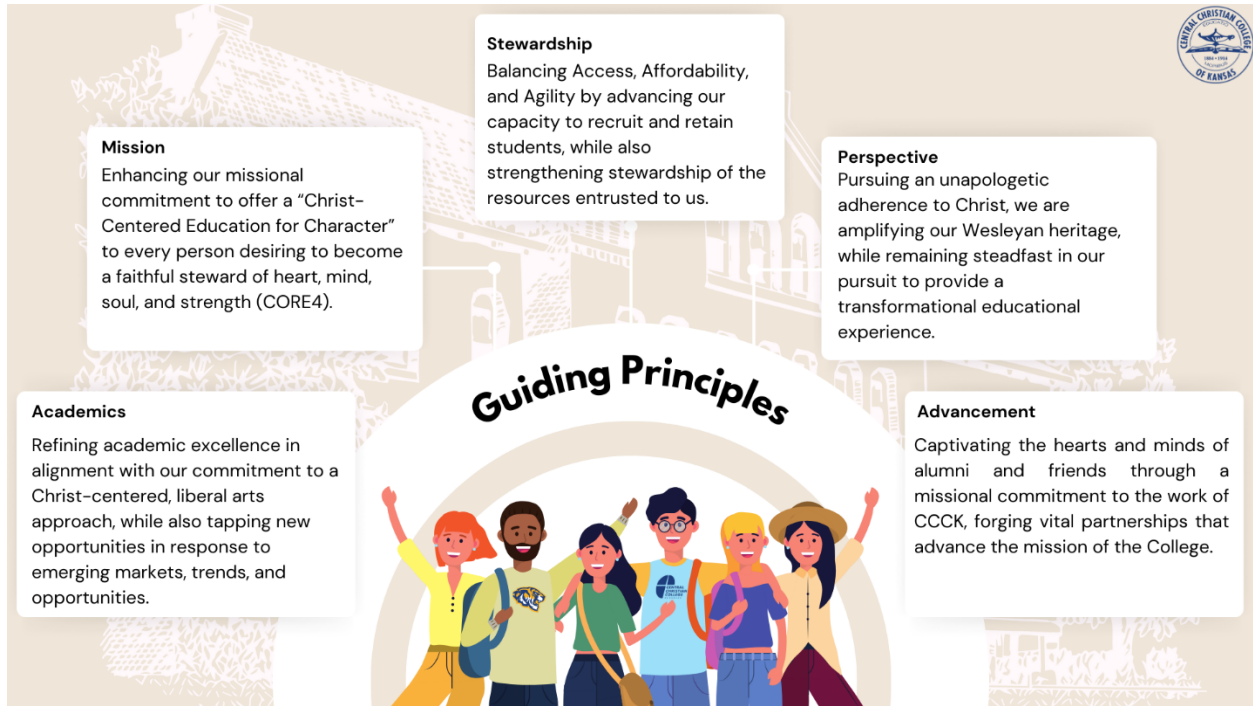 CENTRAL CHRISTIAN COLLEGE
OF KANSAS
1884 • 1914
Stewardship
Balancing Access, Affordability,
and Agility by advancing our
capacity to recruit and retain
students, while also
strengthening stewardship of the
resources entrusted to us.
Mission
Enhancing our missional
commitment to offer a “Christ-
Centered Education for Character”
to every person desiring to become
a faithful steward of heart, mind,
soul, and strength (CORE4).
Perspective
Pursuing an unapologetic
adherence to Christ, we are
amplifying our Wesleyan heritage,
while remaining steadfast in our
pursuit to provide a
transformational educational
experience.
Guiding Principles
Academics
Refining academic excellence in
alignment with our commitment to a
Christ-centered, liberal arts
approach, while also tapping new
opportunities in response to
emerging markets, trends, and
opportunities.
Advancement
Captivating the hearts and minds of
alumni and friends through a
missional commitment to the work of
CCCK, forging vital partnerships that
advance the mission of the College.
CENTRAL
CHRISTIAN
COLLEGE